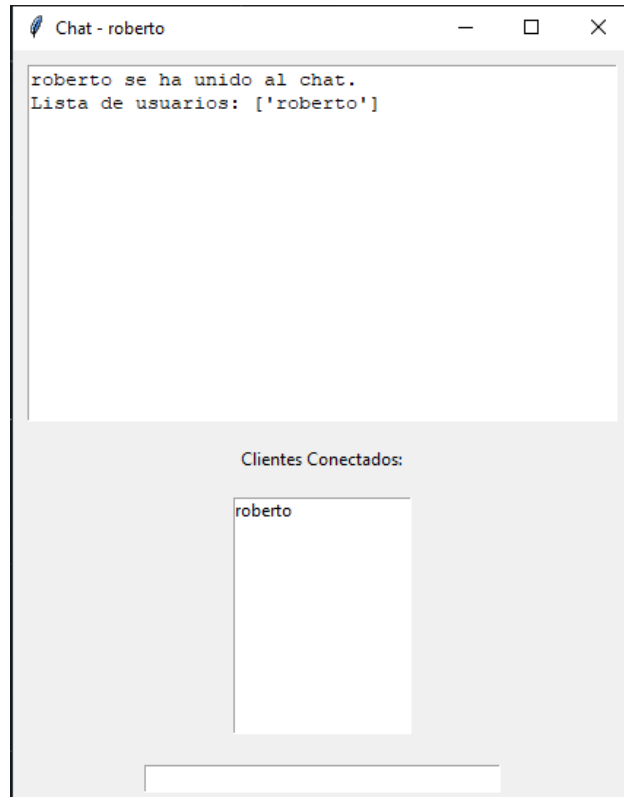 Chat - roberto
roberto se ha unido al chat.
Lista de usuarios: ['roberto']
Clientes Conectados:
roberto